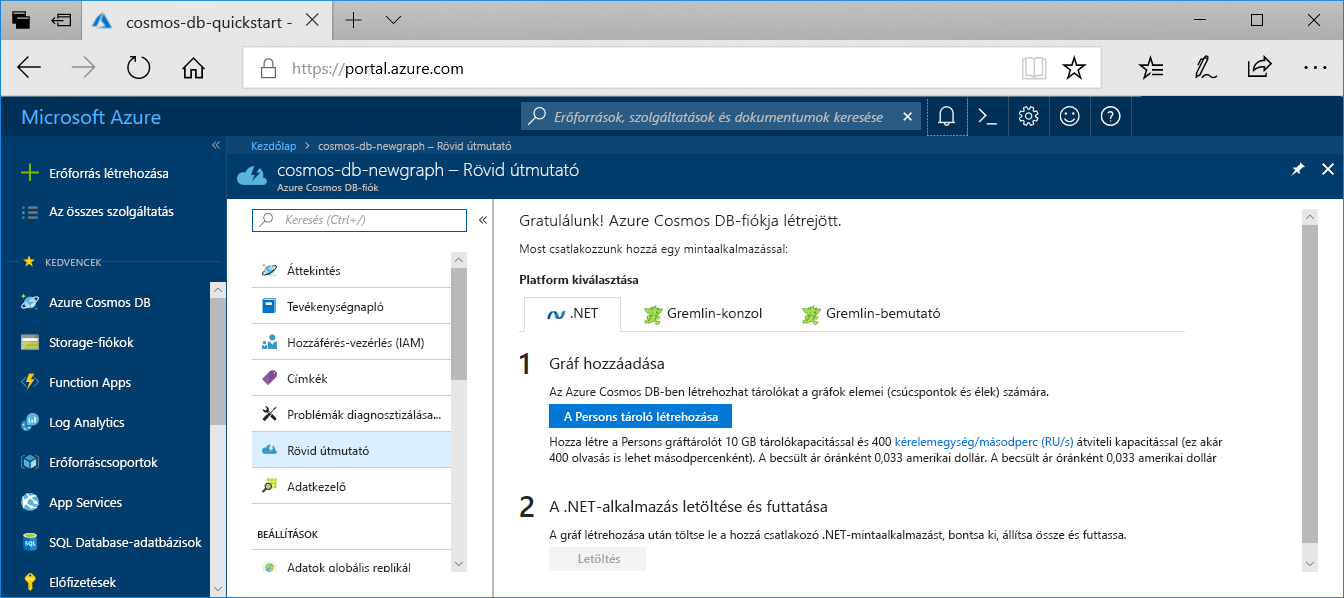 cosmos-db-quickstart -
https://portal.azure.com
Microsoft Azure
Erőforrások, szolgáltatások és dokumentumok keresése
Erőforrás létrehozása
Az összes szolgáltatás
KEDVENCEK
Azure Cosmos DB
Storage-fiókok
Function Apps
Log Analytics
Erőforráscsoportok
App Services
SQL Database-adatbázisok
Előfizetések
Kezdőlap > cosmos-db-newgraph – Rövid útmutató
cosmos-db-newgraph – Rövid útmutató
Azure Cosmos DB-fiók
Keresés (Ctrl+/)
Áttekintés
Tevékenységnapló
Hozzáférés-vezérlés (IAM)
Címkék
Problémák diagnosztizálása...
Rövid útmutató
Adatkezelő
BEÁLLÍTÁSOK
Adatok globális replikál
Gratulálunk! Azure Cosmos DB-fiókja létrejött.
Most csatlakozzunk hozzá egy mintaalkalmazással:
Platform kiválasztása
.NET Gremlin-konzol Gremlin-bemutató
1 Gráf hozzáadása
Az Azure Cosmos DB-ben létrehozhat tárolókat a gráfok elemei (csúcspontok és élek) számára.
A Persons tároló létrehozása
Hozza létre a Persons gráftárolót 10 GB tárolókapacitással és 400 kérelemegység/másodperc (RU/s) átviteli kapacitással (ez akár
400 olvasás is lehet másodpercenként). A becsült ár óránként 0,033 amerikai dollár. A becsült ár óránként 0,033 amerikai dollár
2 A .NET-alkalmazás letöltése és futtatása
A gráf létrehozása után töltse le a hozzá csatlakozó .NET-mintaalkalmazást, bontsa ki, állítsa össze és futtassa.
Letöltés